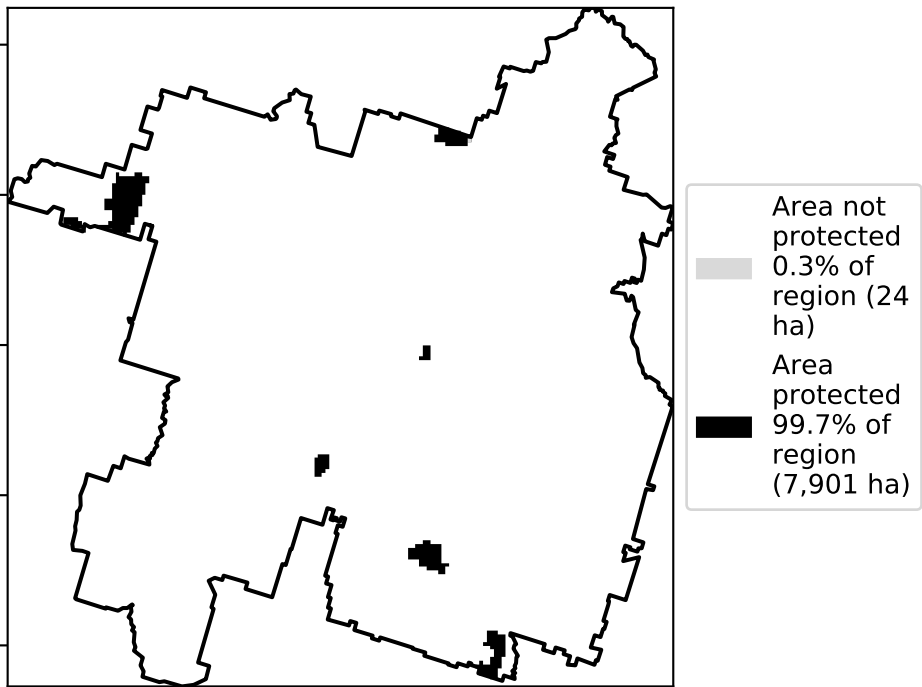 Area not
protected
0.3% of
region (24
ha)
Area
protected
99.7% of
region
(7,901 ha)